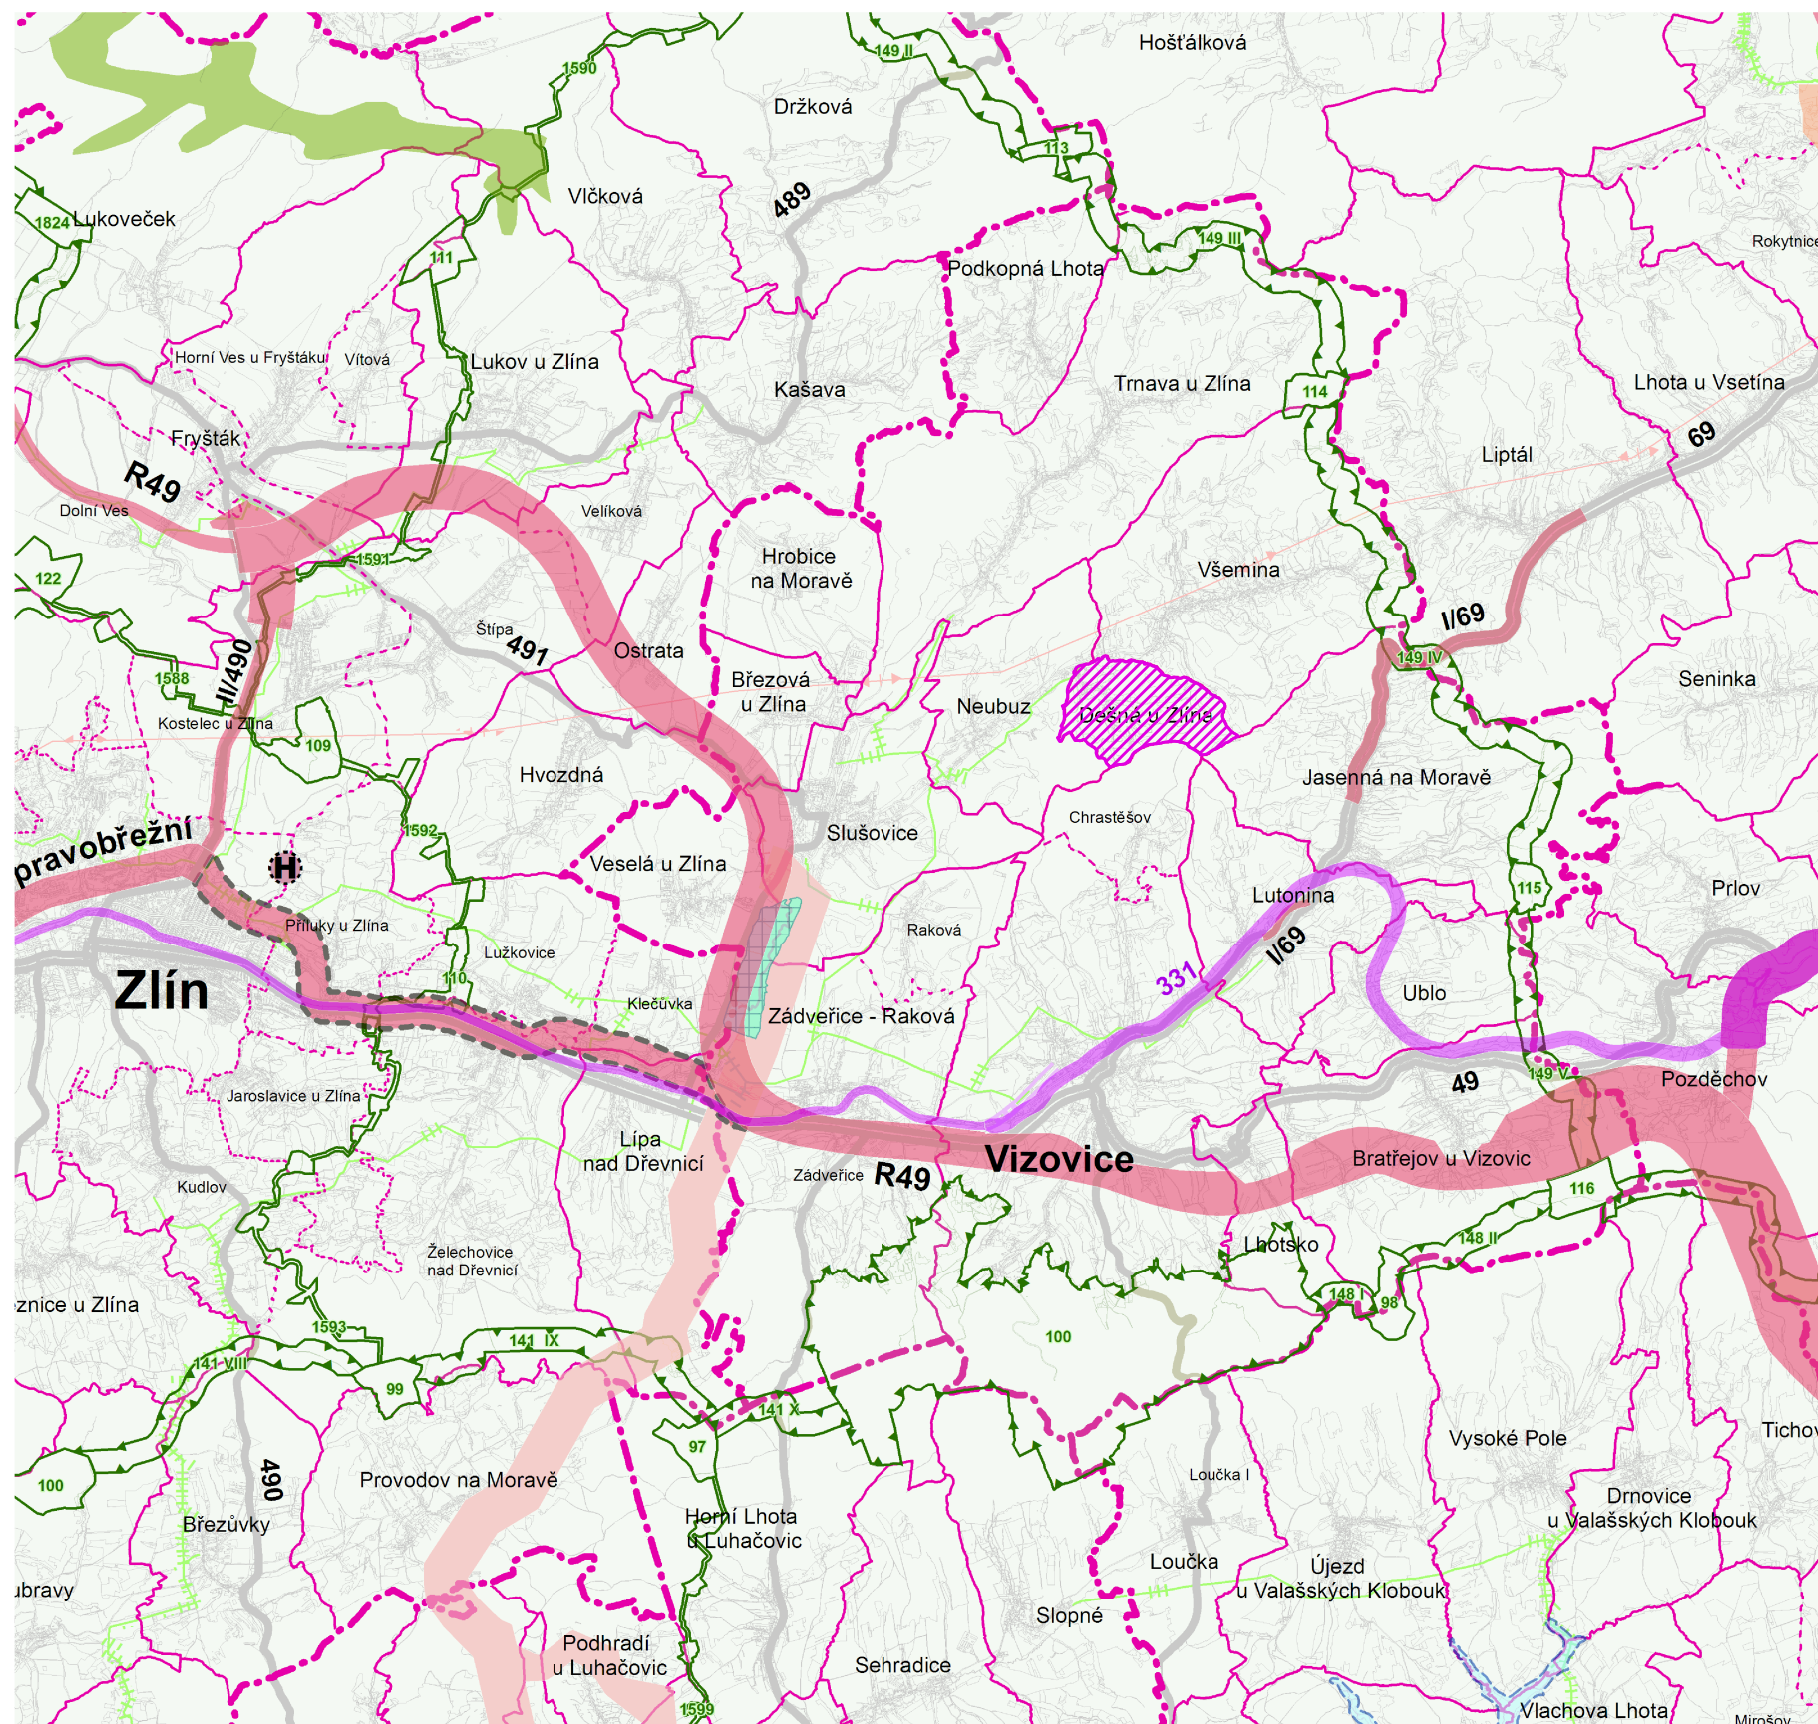 Hošťálková
149 II
1590
Držková
113
Vlčková
489
1824
Lukoveček
111
149 III
Rokytnice
Podkopná Lhota
Horní Ves u Fryštáku
Vítová
Lukov u Zlína
Kašava
Trnava u Zlína
114
Lhota u Vsetína
Fryšták
69
Liptál
R49
Dolní Ves
Velíková
1591
Hrobice
na Moravě
Všemina
122
I/69
Štípa
491
Ostrata
149 IV
II/490
1588
Březová
u Zlína
Seninka
Neubuz
Dešná u Zlína
Kostelec u Zlína
109
Hvozdná
Jasenná na Moravě
Chrastěšov
pravobřežní
1592
Slušovice
H
Veselá u Zlína
Lutonina
115
Prlov
Příluky u Zlína
Raková
I/69
Lužkovice
110
331
Zlín
Klečůvka
Ublo
Zádveřice - Raková
149 V
49
Pozděchov
Jaroslavice u Zlína
Lípa
nad Dřevnicí
Vizovice
Bratřejov u Vizovic
Zádveřice
R49
Kudlov
116
148 II
Lhotsko
Želechovice
nad Dřevnicí
148 I
98
znice u Zlína
1593
141 IX
100
141 VIII
99
141 X
97
Vysoké Pole
Tichov
490
100
Provodov na Moravě
Loučka I
Drnovice
u Valašských Klobouk
Březůvky
Horní Lhota
u Luhačovic
Loučka
Újezd
u Valašských Klobouk
ubravy
Slopné
Podhradí
u Luhačovic
Sehradice
1599
Vlachova Lhota
Mirošov